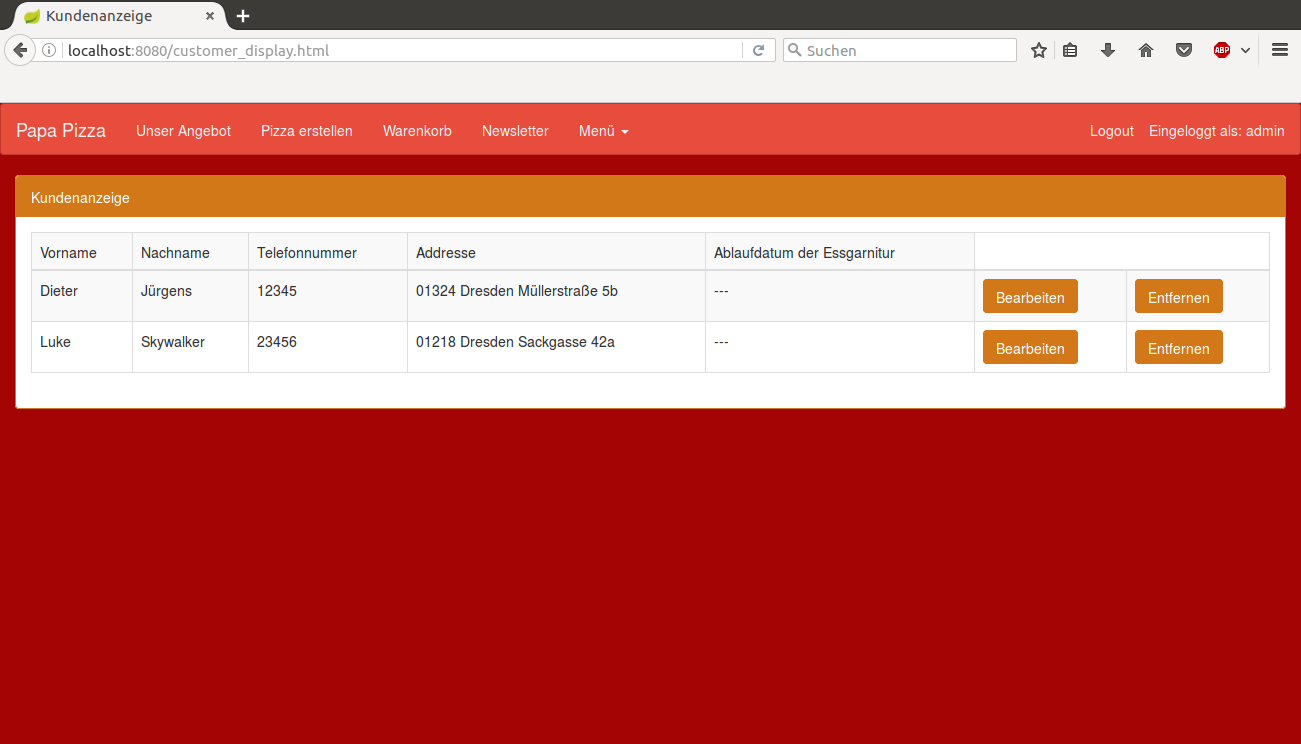 Kundenanzeige
localhost:8080/customer_display.html
Suchen
ABP
Papa Pizza Unser Angebot Pizza erstellen Warenkorb Newsletter Menü Logout Eingeloggt als: admin
Kundenanzeige
Vorname Nachname Telefonnummer Addresse Ablaufdatum der Essgarnitur
Dieter Jürgens 12345 01324 Dresden Müllerstraße 5b --- Bearbeiten Entfernen
Luke Skywalker 23456 01218 Dresden Sackgasse 42a --- Bearbeiten Entfernen